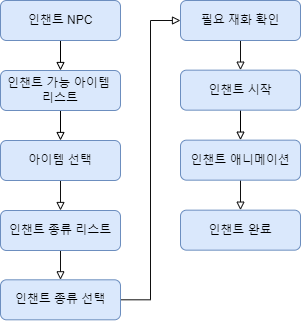 인챈트 NPC
인챈트 가능 아이템
리스트
아이템 선택
인챈트 종류 리스트
인챈트 종류 선택
필요 재화 확인
인챈트 시작
인챈트 애니메이션
인챈트 완료